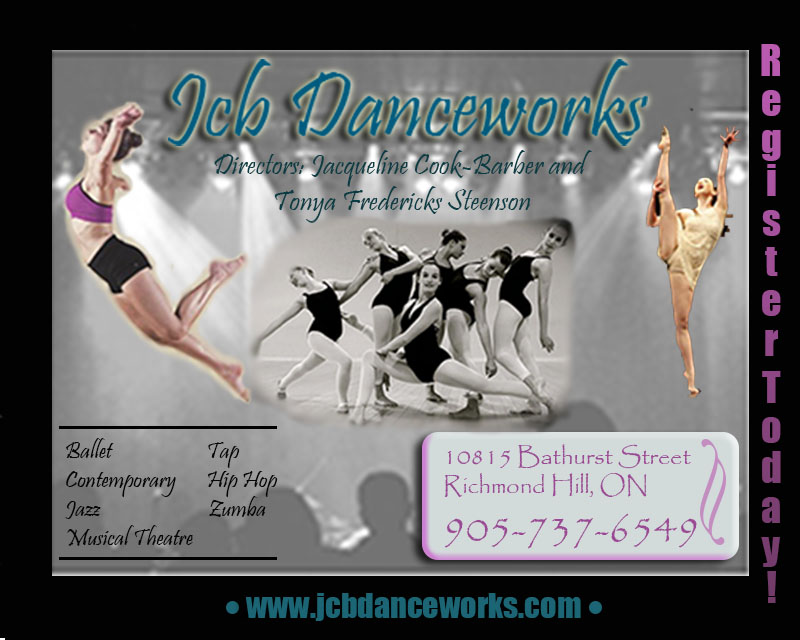 Jcb Danceworks
Directors: Jacqueline Cook-Barber and
Tonya Fredericks Steenson
Ballet
Contemporary
Jazz
Musical Theatre
Tap
Hip Hop
Zumba
10815 Bathurst Street
Richmond Hill, ON
905-737-6549
Register Today!
• www.jcbdanceworks.com •